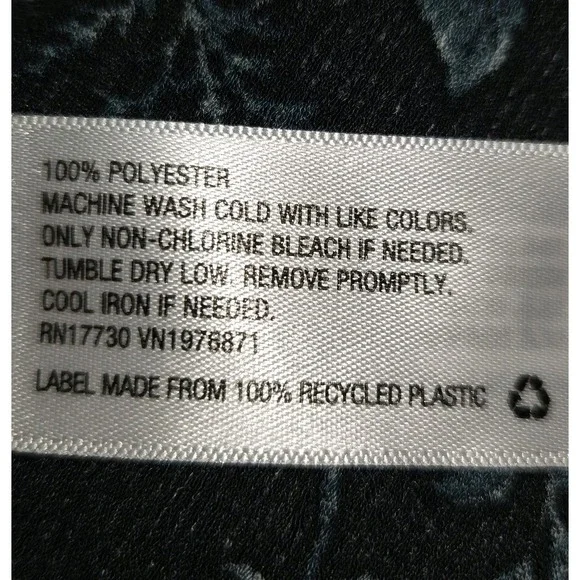 100% POLYESTER
MACHINE WASH COLD WITH LIKE COLORS.
ONLY NON-CHLORINE BLEACH IF NEEDED.
TUMBLE DRY LOW. REMOVE PROMPTLY.
COOL IRON IF NEEDED.
RN17730 VN1976871
LABEL MADE FROM 100% RECYCLED PLASTIC